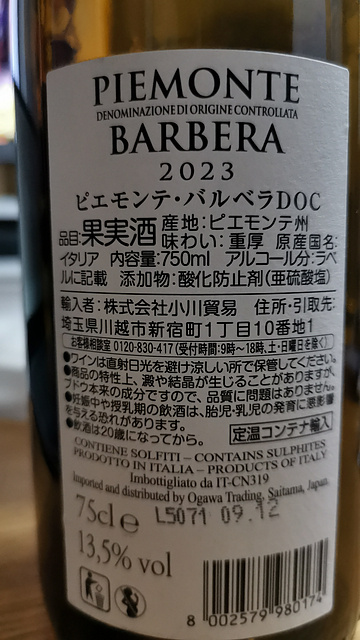 PIEMONTE
DENOMINAZIONE DI ORIGINE CONTROLLATA
BARBERA
2023
ピエモンテ・バルベラDOC
品目:果実酒 産地:ピエモンテ州
味わい:重厚 原産国名:
イタリア 内容量:750ml アルコール分:ラベ
ルに記載 添加物:酸化防止剤(亜硫酸塩)
輸入者:株式会社小川貿易 住所・引取先:
埼玉県川越市新宿町1丁目10番地1
お客様相談室 0120-830-417(受付時間:9時〜18時、土・日曜日を除く)
●ワインは直射日光を避け涼しい所で保管してください。
●商品の特性上、澱や結晶が生じることがありますが、
ブドウ本来の成分ですので、品質に問題はありません。
●妊娠中や授乳期の飲酒は、胎児・乳児の発育に悪影響
を与える恐れがあります。
●飲酒は20歳になってから。 定温コンテナ輸入
CONTIENE SOLFITI - CONTAINS SULPHITES
PRODOTTO IN ITALIA - PRODUCTS OF ITALY
Imbottigliato da IT-CN319
Imported and distributed by Ogawa Trading, Saitama, Japan.
75cl e L5071 09.12
13,5% vol
8 002579 980174